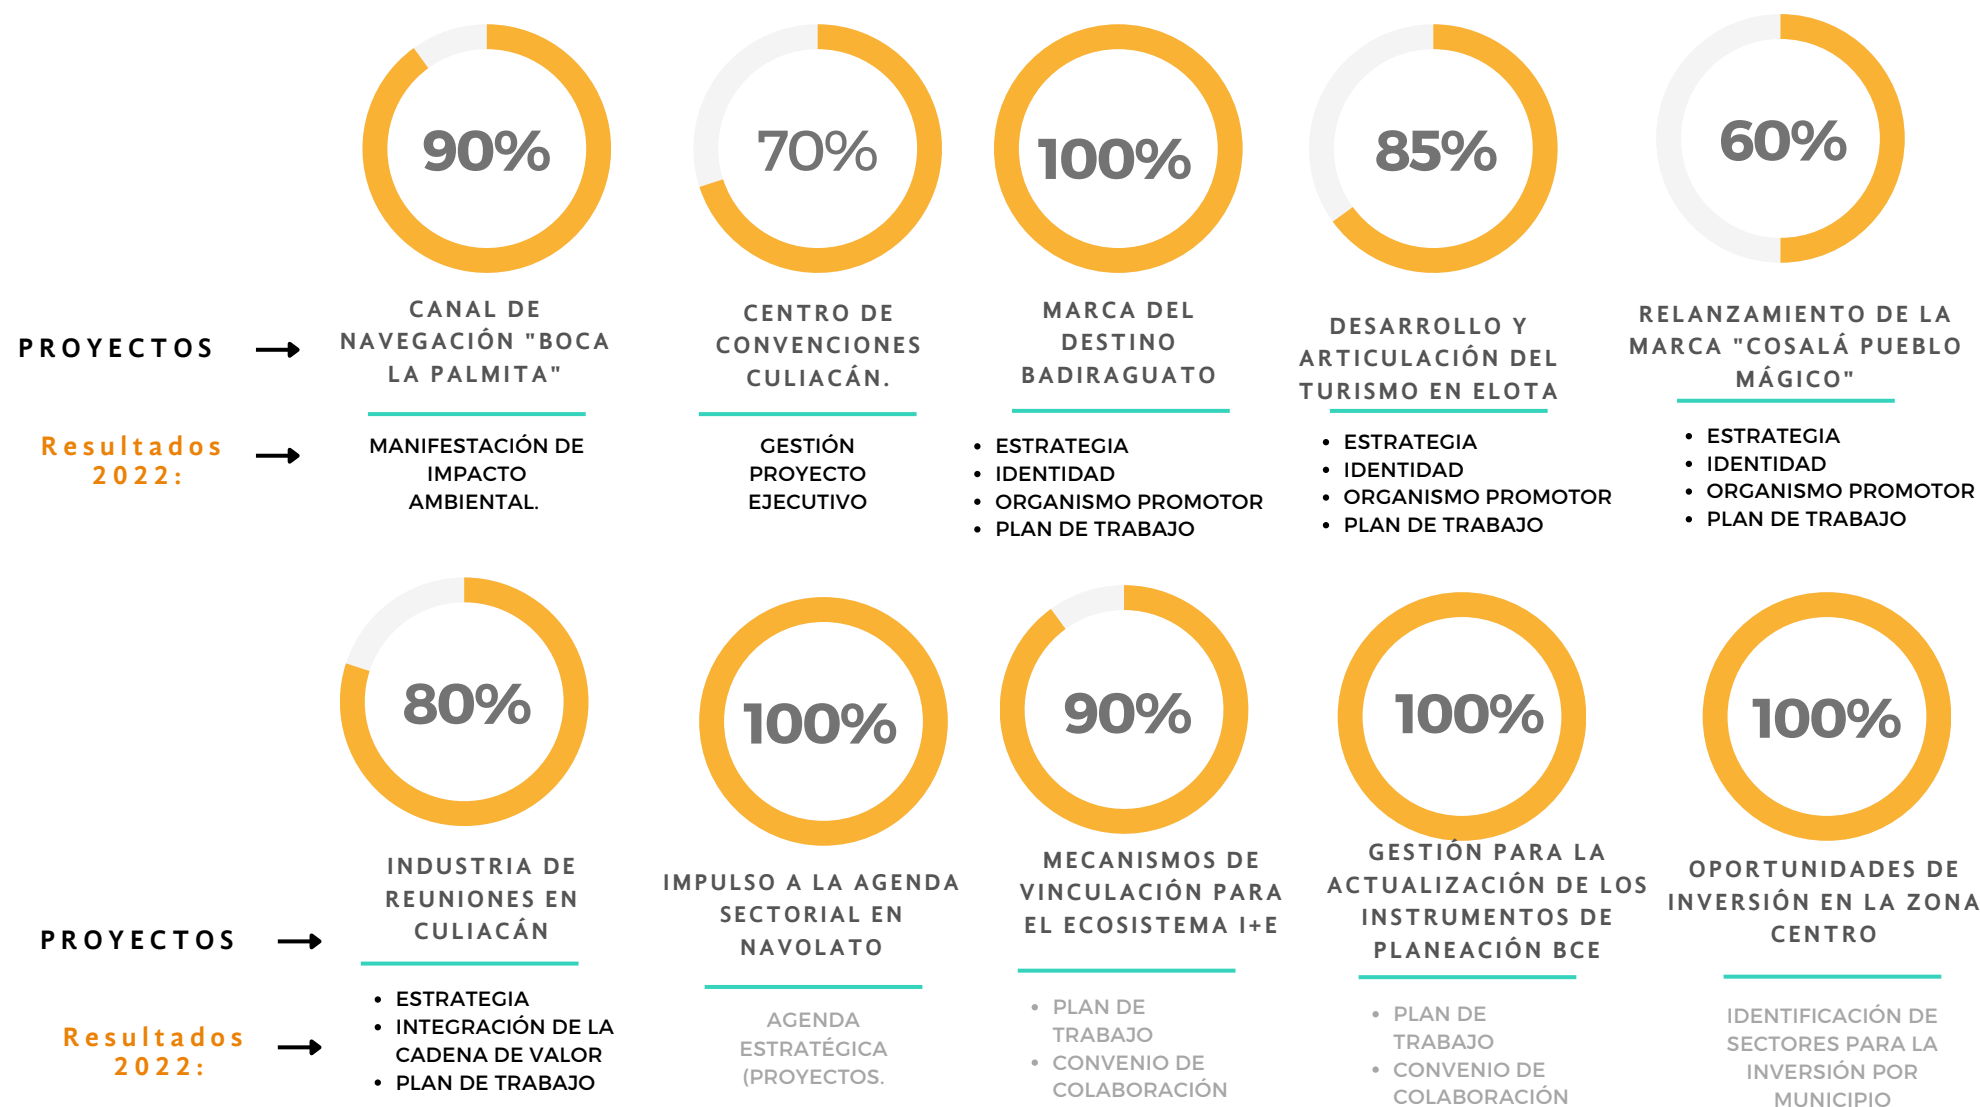 90%
70%
100%
85%
60%
PROYECTOS
CANAL DE
NAVEGACIÓN "BOCA
LA PALMITA"
CENTRO DE
CONVENCIONES
CULIACÁN.
MARCA DEL
DESTINO
BADIRAGUATO
DESARROLLO Y
ARTICULACIÓN DEL
TURISMO EN ELOTA
RELANZAMIENTO DE LA
MARCA "COSALÁ PUEBLO
MÁGICO"
Resultados
2022:
MANIFESTACIÓN DE
IMPACTO
AMBIENTAL.
GESTIÓN
PROYECTO
EJECUTIVO
• ESTRATEGIA
• IDENTIDAD
• ORGANISMO PROMOTOR
• PLAN DE TRABAJO
• ESTRATEGIA
• IDENTIDAD
• ORGANISMO PROMOTOR
• PLAN DE TRABAJO
• ESTRATEGIA
• IDENTIDAD
• ORGANISMO PROMOTOR
• PLAN DE TRABAJO
80%
100%
90%
100%
100%
PROYECTOS
INDUSTRIA DE
REUNIONES EN
CULIACÁN
IMPULSO A LA AGENDA
SECTORIAL EN
NAVOLATO
MECANISMOS DE
VINCULACIÓN PARA
EL ECOSISTEMA I+E
GESTIÓN PARA LA
ACTUALIZACIÓN DE LOS
INSTRUMENTOS DE
PLANEACIÓN BCE
OPORTUNIDADES DE
INVERSIÓN EN LA ZONA
CENTRO
Resultados
2022:
• ESTRATEGIA
• INTEGRACIÓN DE LA
CADENA DE VALOR
• PLAN DE TRABAJO
AGENDA
ESTRATÉGICA
(PROYECTOS.
• PLAN DE
TRABAJO
• CONVENIO DE
COLABORACIÓN
• PLAN DE
TRABAJO
• CONVENIO DE
COLABORACIÓN
IDENTIFICACIÓN DE
SECTORES PARA LA
INVERSIÓN POR
MUNICIPIO